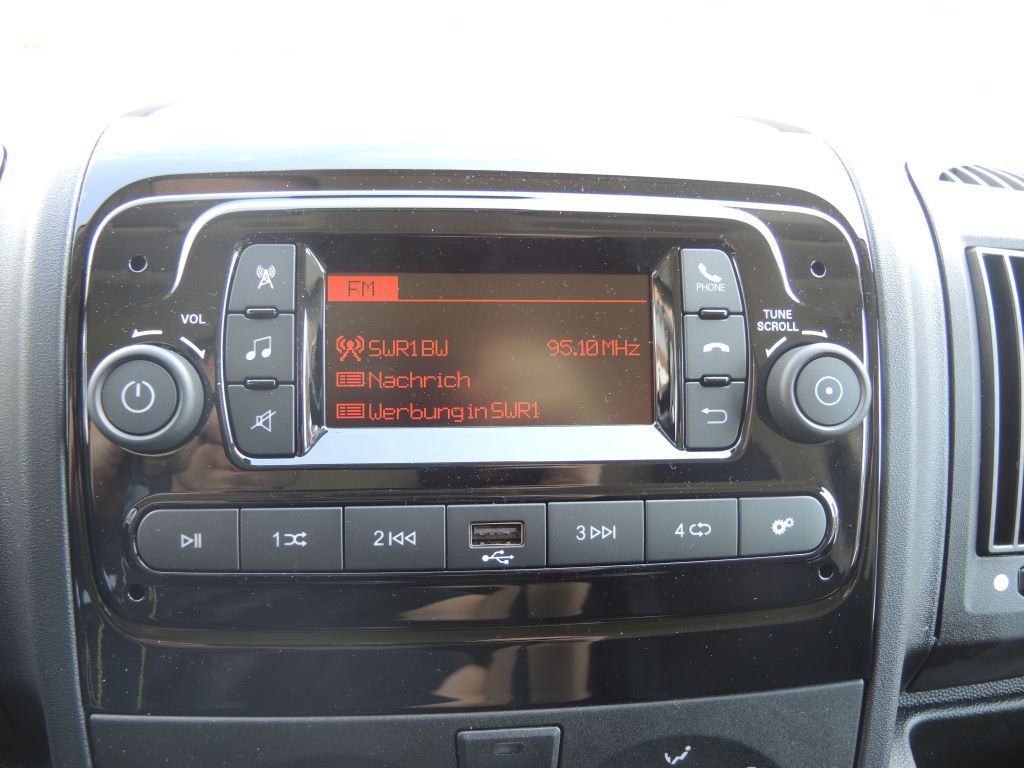 FM
VOL
PHONE
TUNE
SCROLL
SWR1 BW 95.10 MHz
Nachrich
Werbung in SWR1
1
2
3
4